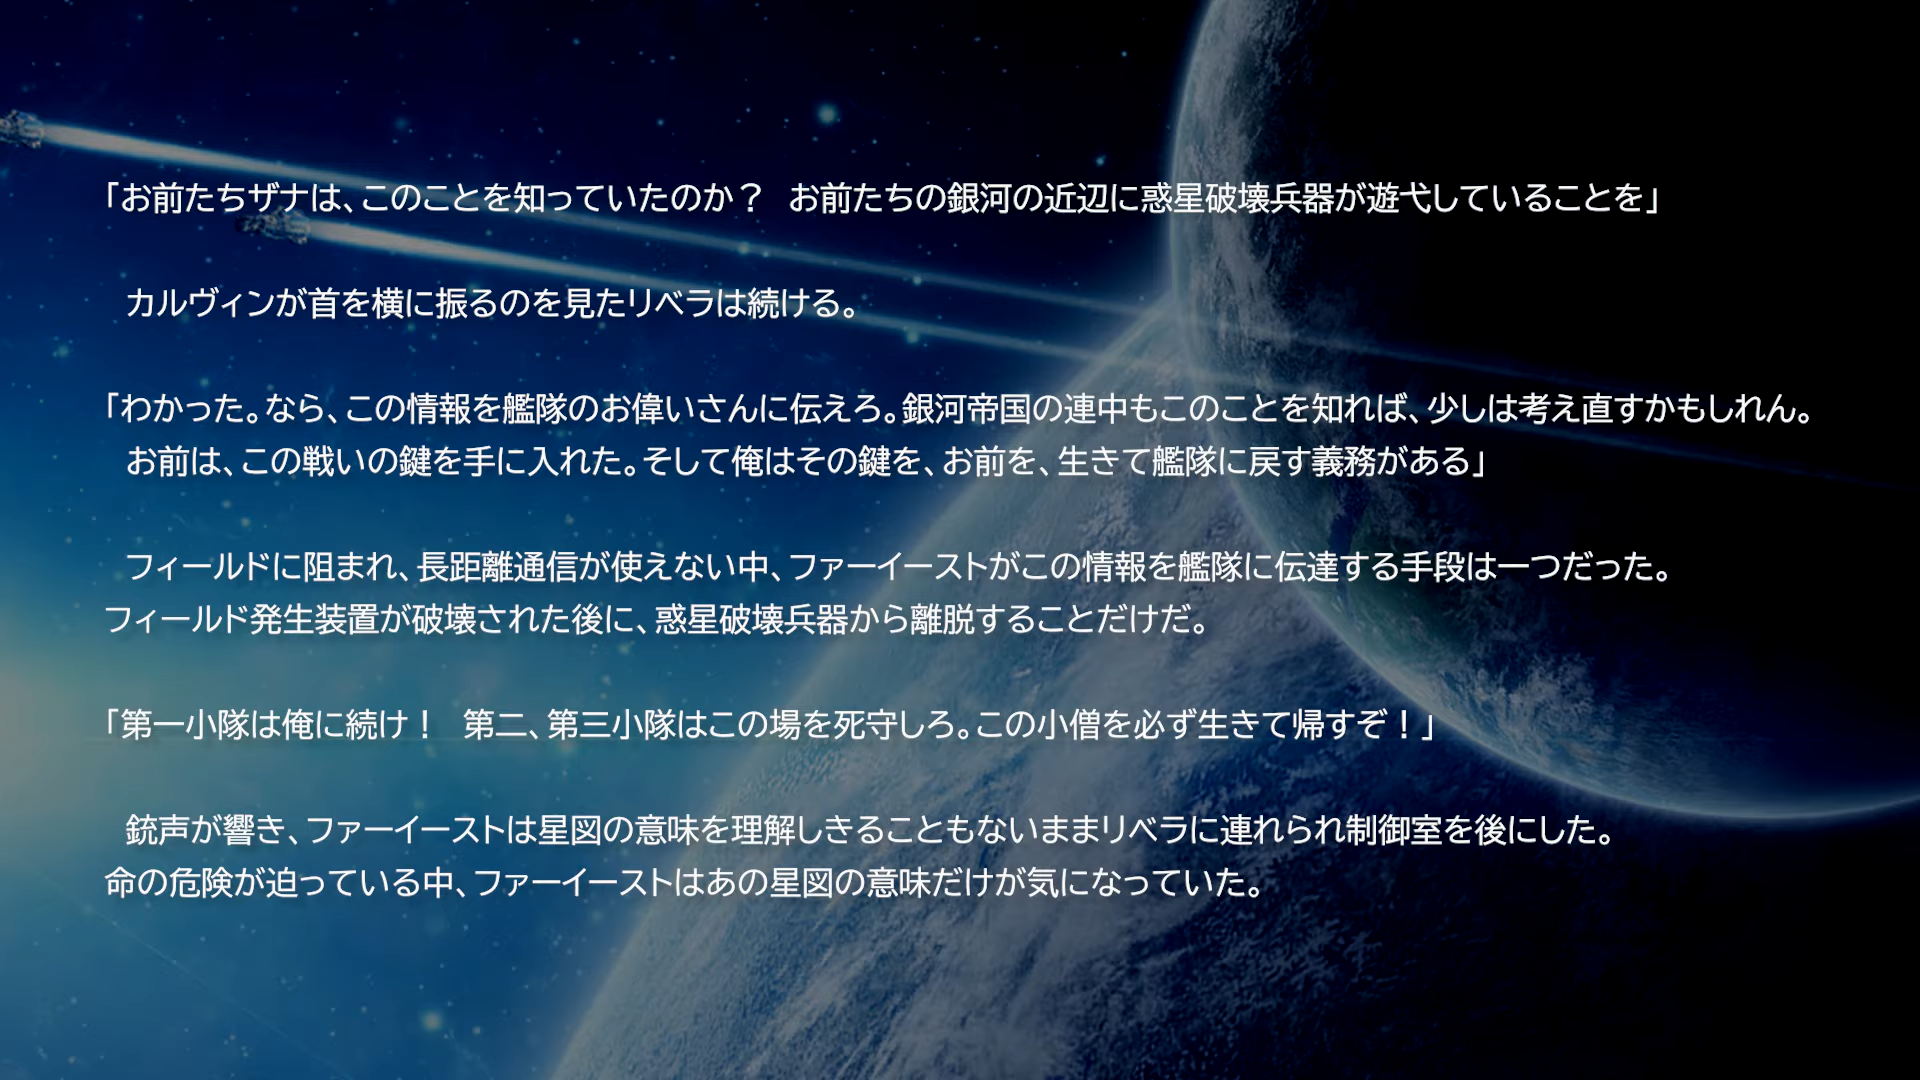 「お前たちザナは、このことを知っていたのか？　お前たちの銀河の近辺に惑星破壊兵器が遊弋していることを」
カルヴィンが首を横に振るのを見たリベラは続ける。
「わかった。なら、この情報を艦隊のお偉いさんに伝えろ。銀河帝国の連中もこのことを知れば、少しは考え直すかもしれん。
お前は、この戦いの鍵を手に入れた。そして俺はその鍵を、お前を、生きて艦隊に戻す義務がある」
フィールドに阻まれ、長距離通信が使えない中、ファーイーストがこの情報を艦隊に伝達する手段は一つだった。
フィールド発生装置が破壊された後に、惑星破壊兵器から離脱することだけだ。
「第一小隊は俺に続け！　第二、第三小隊はこの場を死守しろ。この小僧を必ず生きて帰すぞ！」
銃声が響き、ファーイーストは星図の意味を理解しきることもないままリベラに連れられ制御室を後にした。
命の危険が迫っている中、ファーイーストはあの星図の意味だけが気になっていた。